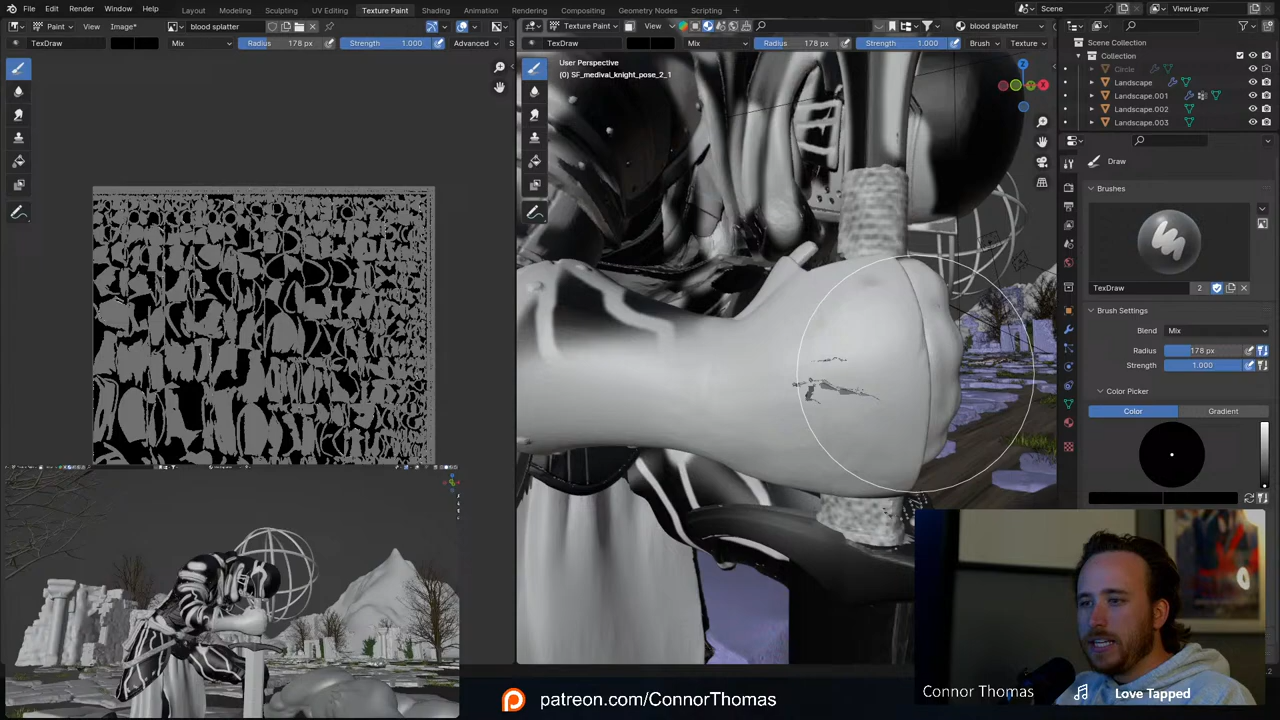 File Edit Render Window Help Layout Modeling Sculpting UV Editing Texture Paint Shading Animation Rendering Compositing Geometry Nodes Scripting Scene ViewLayer
Paint View Image* blood splatter Texture Paint View blood splatter
TexDraw Mix Radius 178 px Strength 1.000 Advanced TexDraw Mix Radius 178 px Strength 1.000 Brush Texture
Scene Collection
Collection
Circle
Landscape
Landscape.001
Landscape.002
Landscape.003
User Perspective
(0) SF_medival_knight_pose_2_1
Draw
Brushes
TexDraw 2
Brush Settings
Blend Mix
Radius 178 px
Strength 1.000
Color Picker
Color Gradient
patreon.com/ConnorThomas
Connor Thomas
Love Tapped